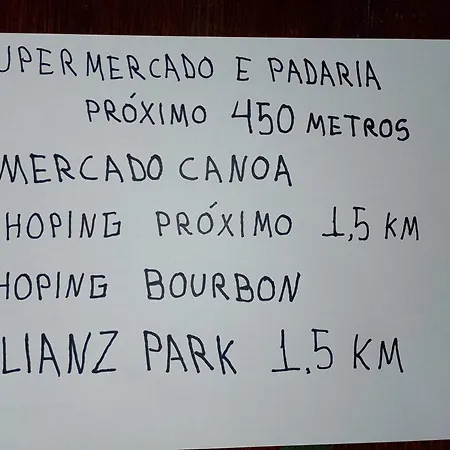 UPERMERCADO E PADARIA
PRÓXIMO 450 METROS
MERCADO CANOA
HOPING PRÓXIMO 1,5 KM
HOPING BOURBON
LIANZ PARK 1,5 KM